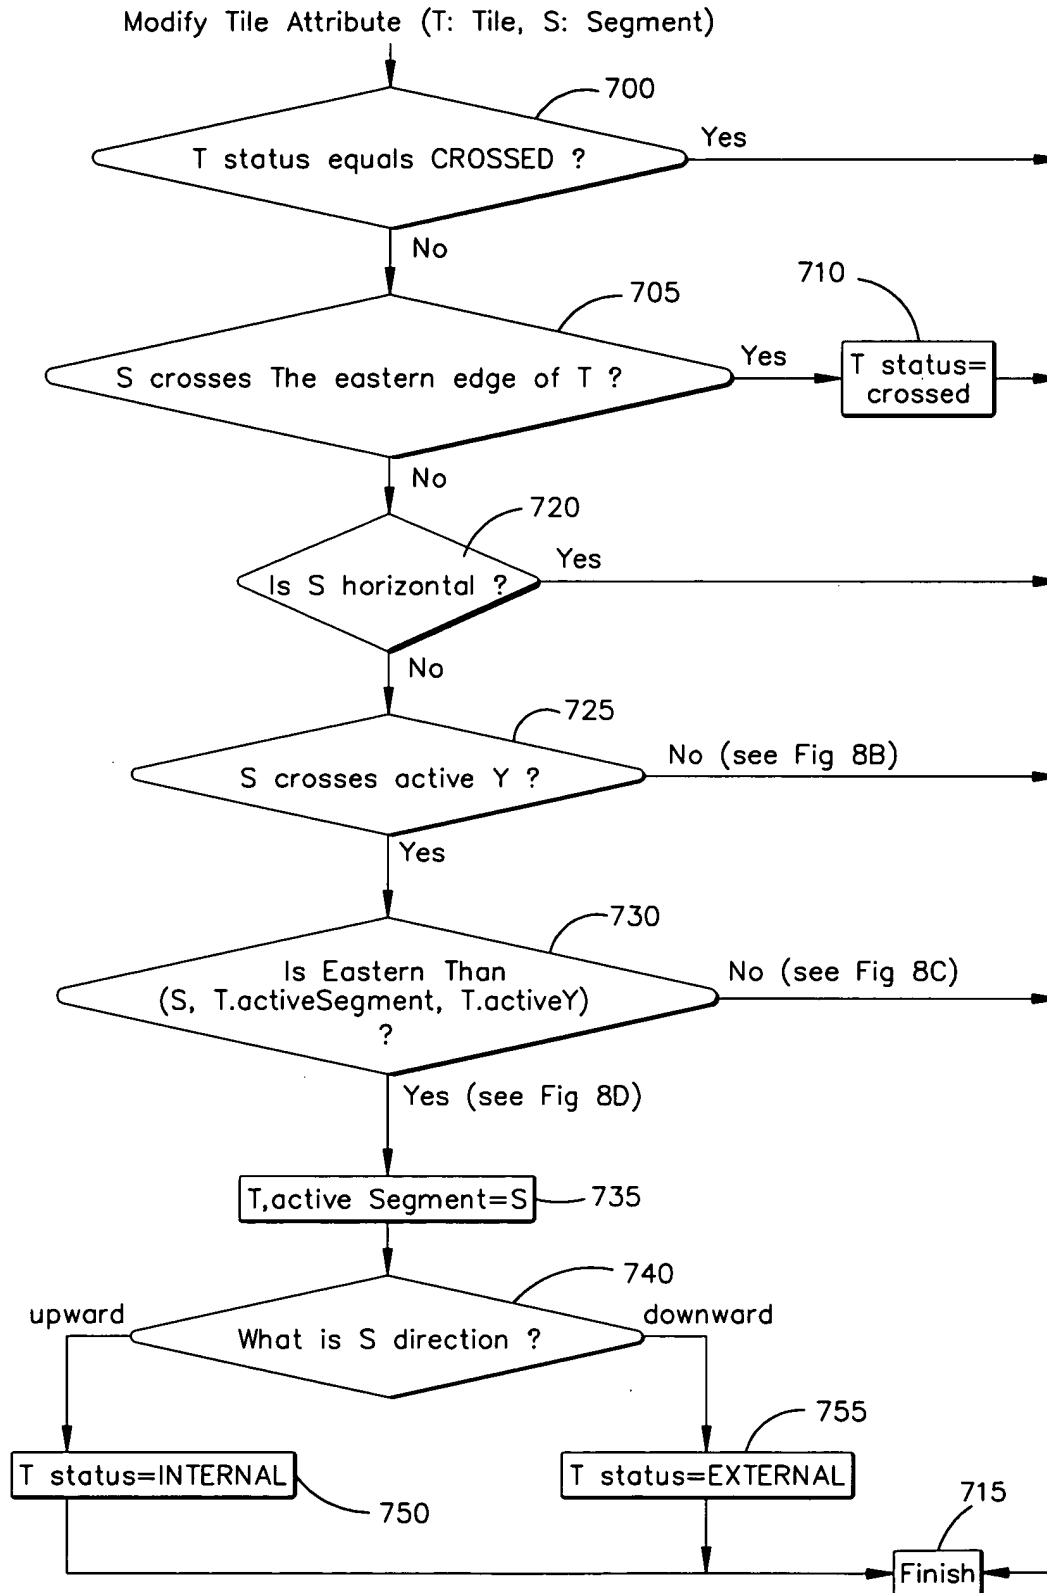 Modify Tile Attribute (T: Tile, S: Segment)
700
T status equals CROSSED ?
Yes
No
705
710
S crosses The eastern edge of T ?
Yes
T status=
crossed
No
720
Is S horizontal ?
Yes
No
725
S crosses active Y ?
No (see Fig 8B)
Yes
730
Is Eastern Than
(S, T.activeSegment, T.activeY)
?
No (see Fig 8C)
Yes (see Fig 8D)
T,active Segment=S
735
740
upward
What is S direction ?
downward
755
T status=INTERNAL
T status=EXTERNAL
750
715
Finish